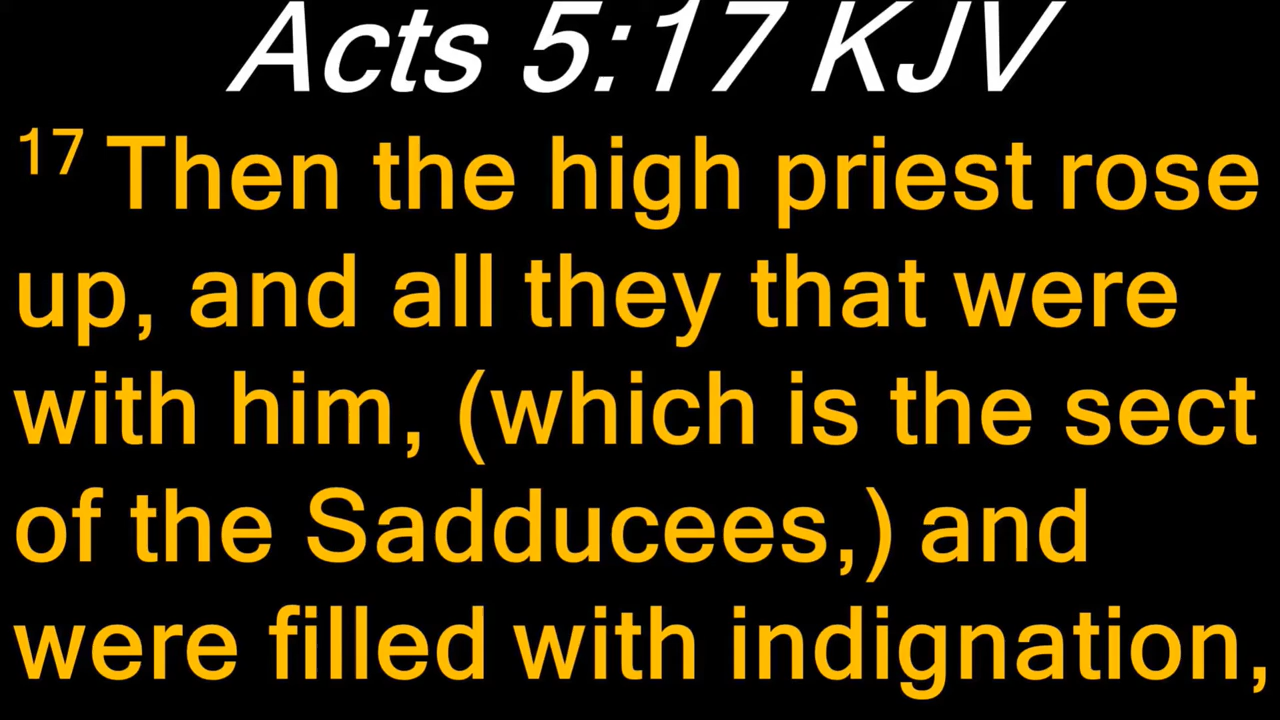 Acts 5:17 KJV
17 Then the high priest rose
up, and all they that were
with him, (which is the sect
of the Sadducees,) and
were filled with indignation,